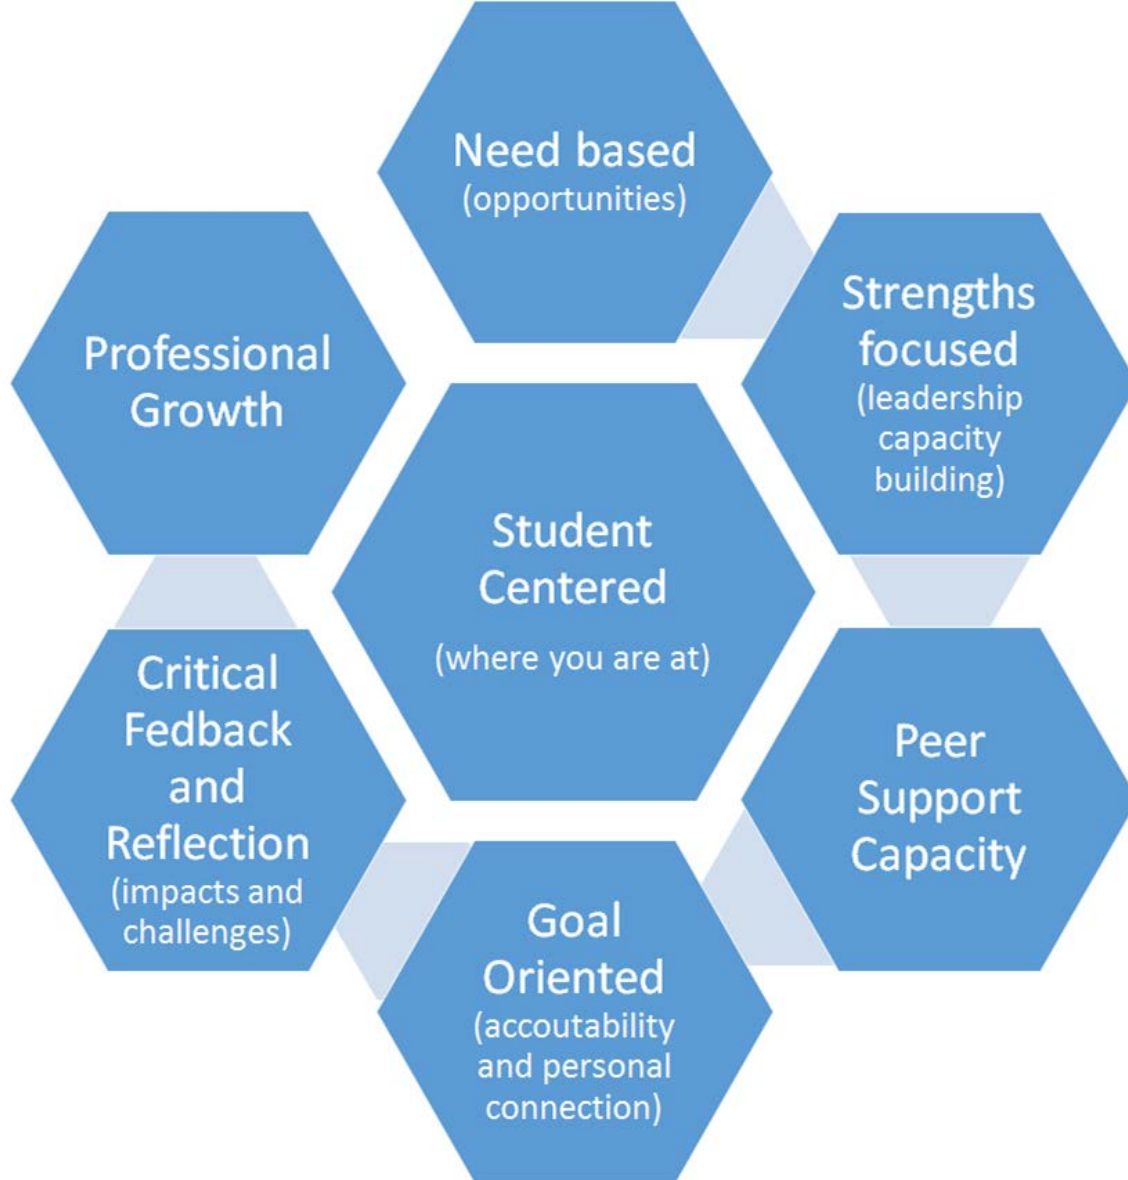 Need based
(opportunities)
Strengths
focused
(leadership
capacity
building)
Professional
Growth
Student
Centered
(where you are at)
Critical
Fedback
and
Reflection
(impacts and
challenges)
Peer
Support
Capacity
Goal
Oriented
(accoutability
and personal
connection)